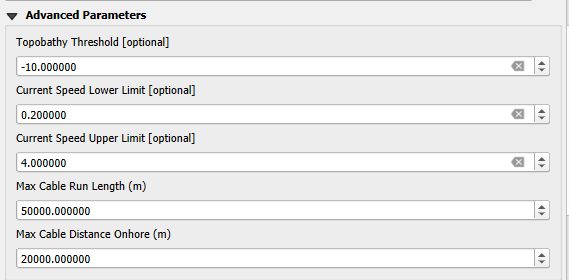 Advanced Parameters
Topobathy Threshold [optional]
-10.000000
Current Speed Lower Limit [optional]
0.200000
Current Speed Upper Limit [optional]
4.000000
Max Cable Run Length (m)
50000.000000
Max Cable Distance Onhore (m)
20000.000000